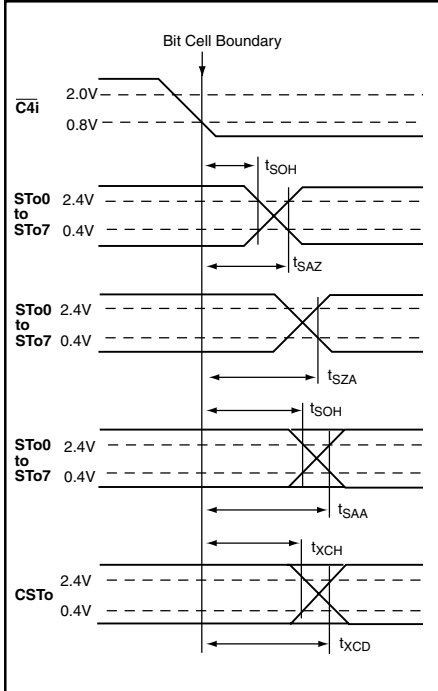 Bit Cell Boundary
C4i
2.0V
0.8V
tSOH
STo0
to
STo7
2.4V
0.4V
tSAZ
STo0
to
STo7
2.4V
0.4V
tSZA
tSOH
STo0
to
STo7
2.4V
0.4V
tSAA
tXCH
CSTo
2.4V
0.4V
tXCD